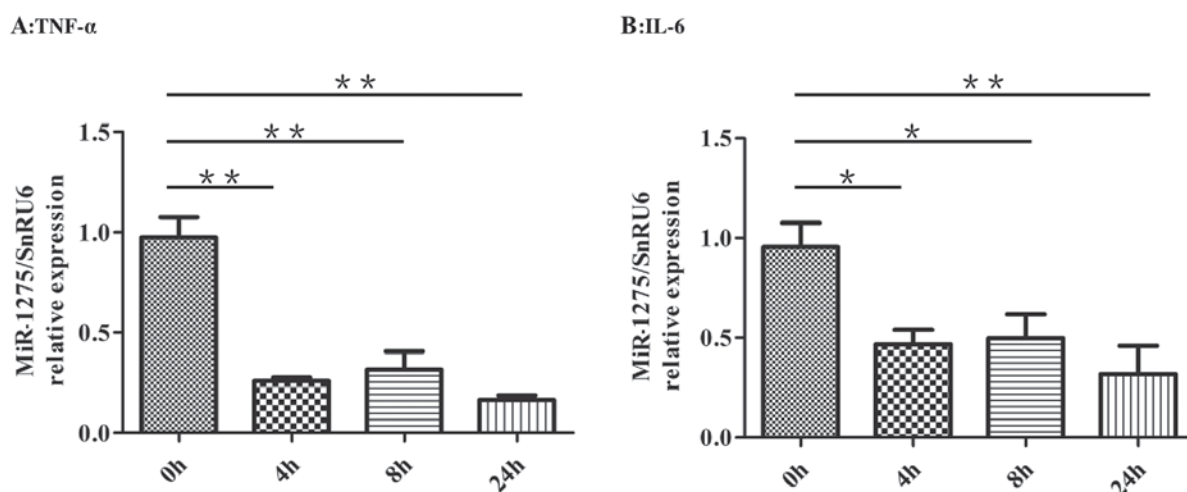 A:TNF-α
**
**
**
MiR-1275/SnRU6
relative expression
1.5
1.0
0.5
0.0
0h
4h
8h
24h
B:IL-6
**
*
*
MiR-1275/SnRU6
relative expression
1.5
1.0
0.5
0.0
0h
4h
8h
24h